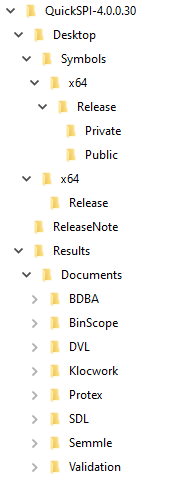 QuickSPI-4.0.0.30
Desktop
Symbols
x64
Release
Private
Public
x64
Release
ReleaseNote
Results
Documents
BDBA
BinScope
DVL
Klocwork
Protex
SDL
Semmle
Validation